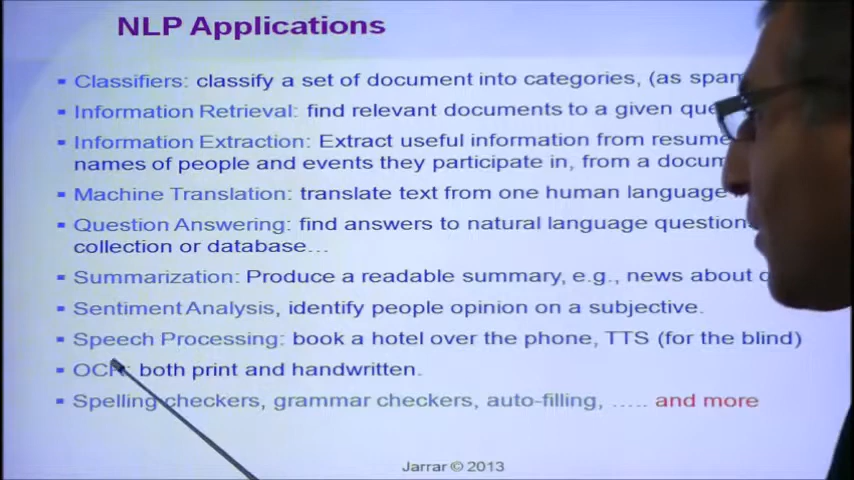 NLP Applications
▪ Classifiers: classify a set of document into categories, (as spam
▪ Information Retrieval: find relevant documents to a given
▪ Information Extraction: Extract useful information from
names of people and events they participate in, from a
▪ Machine Translation: translate text from one human language
▪ Question Answering: find answers to natural language
collection or database…
▪ Summarization: Produce a readable summary, e.g., news about
▪ Sentiment Analysis, identify people opinion on a subjective.
▪ Speech Processing: book a hotel over the phone, TTS (for the blind)
▪ OCR: both print and handwritten.
▪ Spelling checkers, grammar checkers, auto-filling, ….. and more
Jarrar © 2013